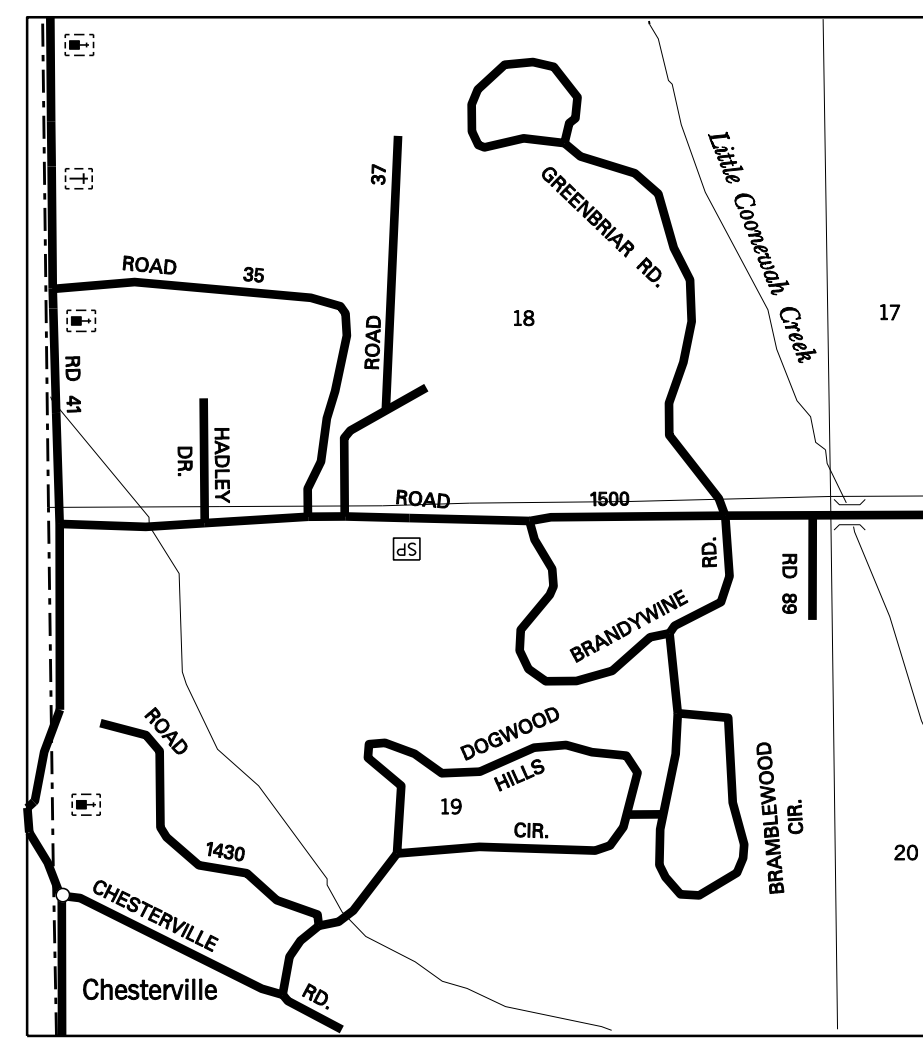 Little Coonewah Creek
37
ROAD
GREENBRIAR RD.
ROAD 35
18
17
RD 41
HADLEY
DR.
ROAD 1500
SP
RD.
BRANDYWINE
RD 89
ROAD
1430
DOGWOOD
HILLS
CIR.
19
BRAMBLEWOOD
CIR.
20
CHESTERVILLE
RD.
Chesterville